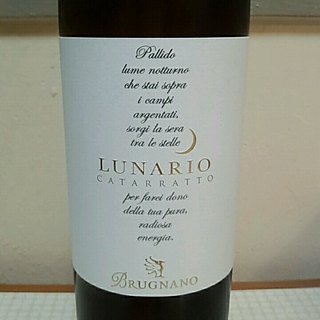 Pallido
lume notturno
che stai sopra
i campi
argentati,
sorgi la sera
tra le stelle
LUNARIO
CATARRATTO
per farci dono
della tua pura,
radiosa
energia.
BRUGNANO